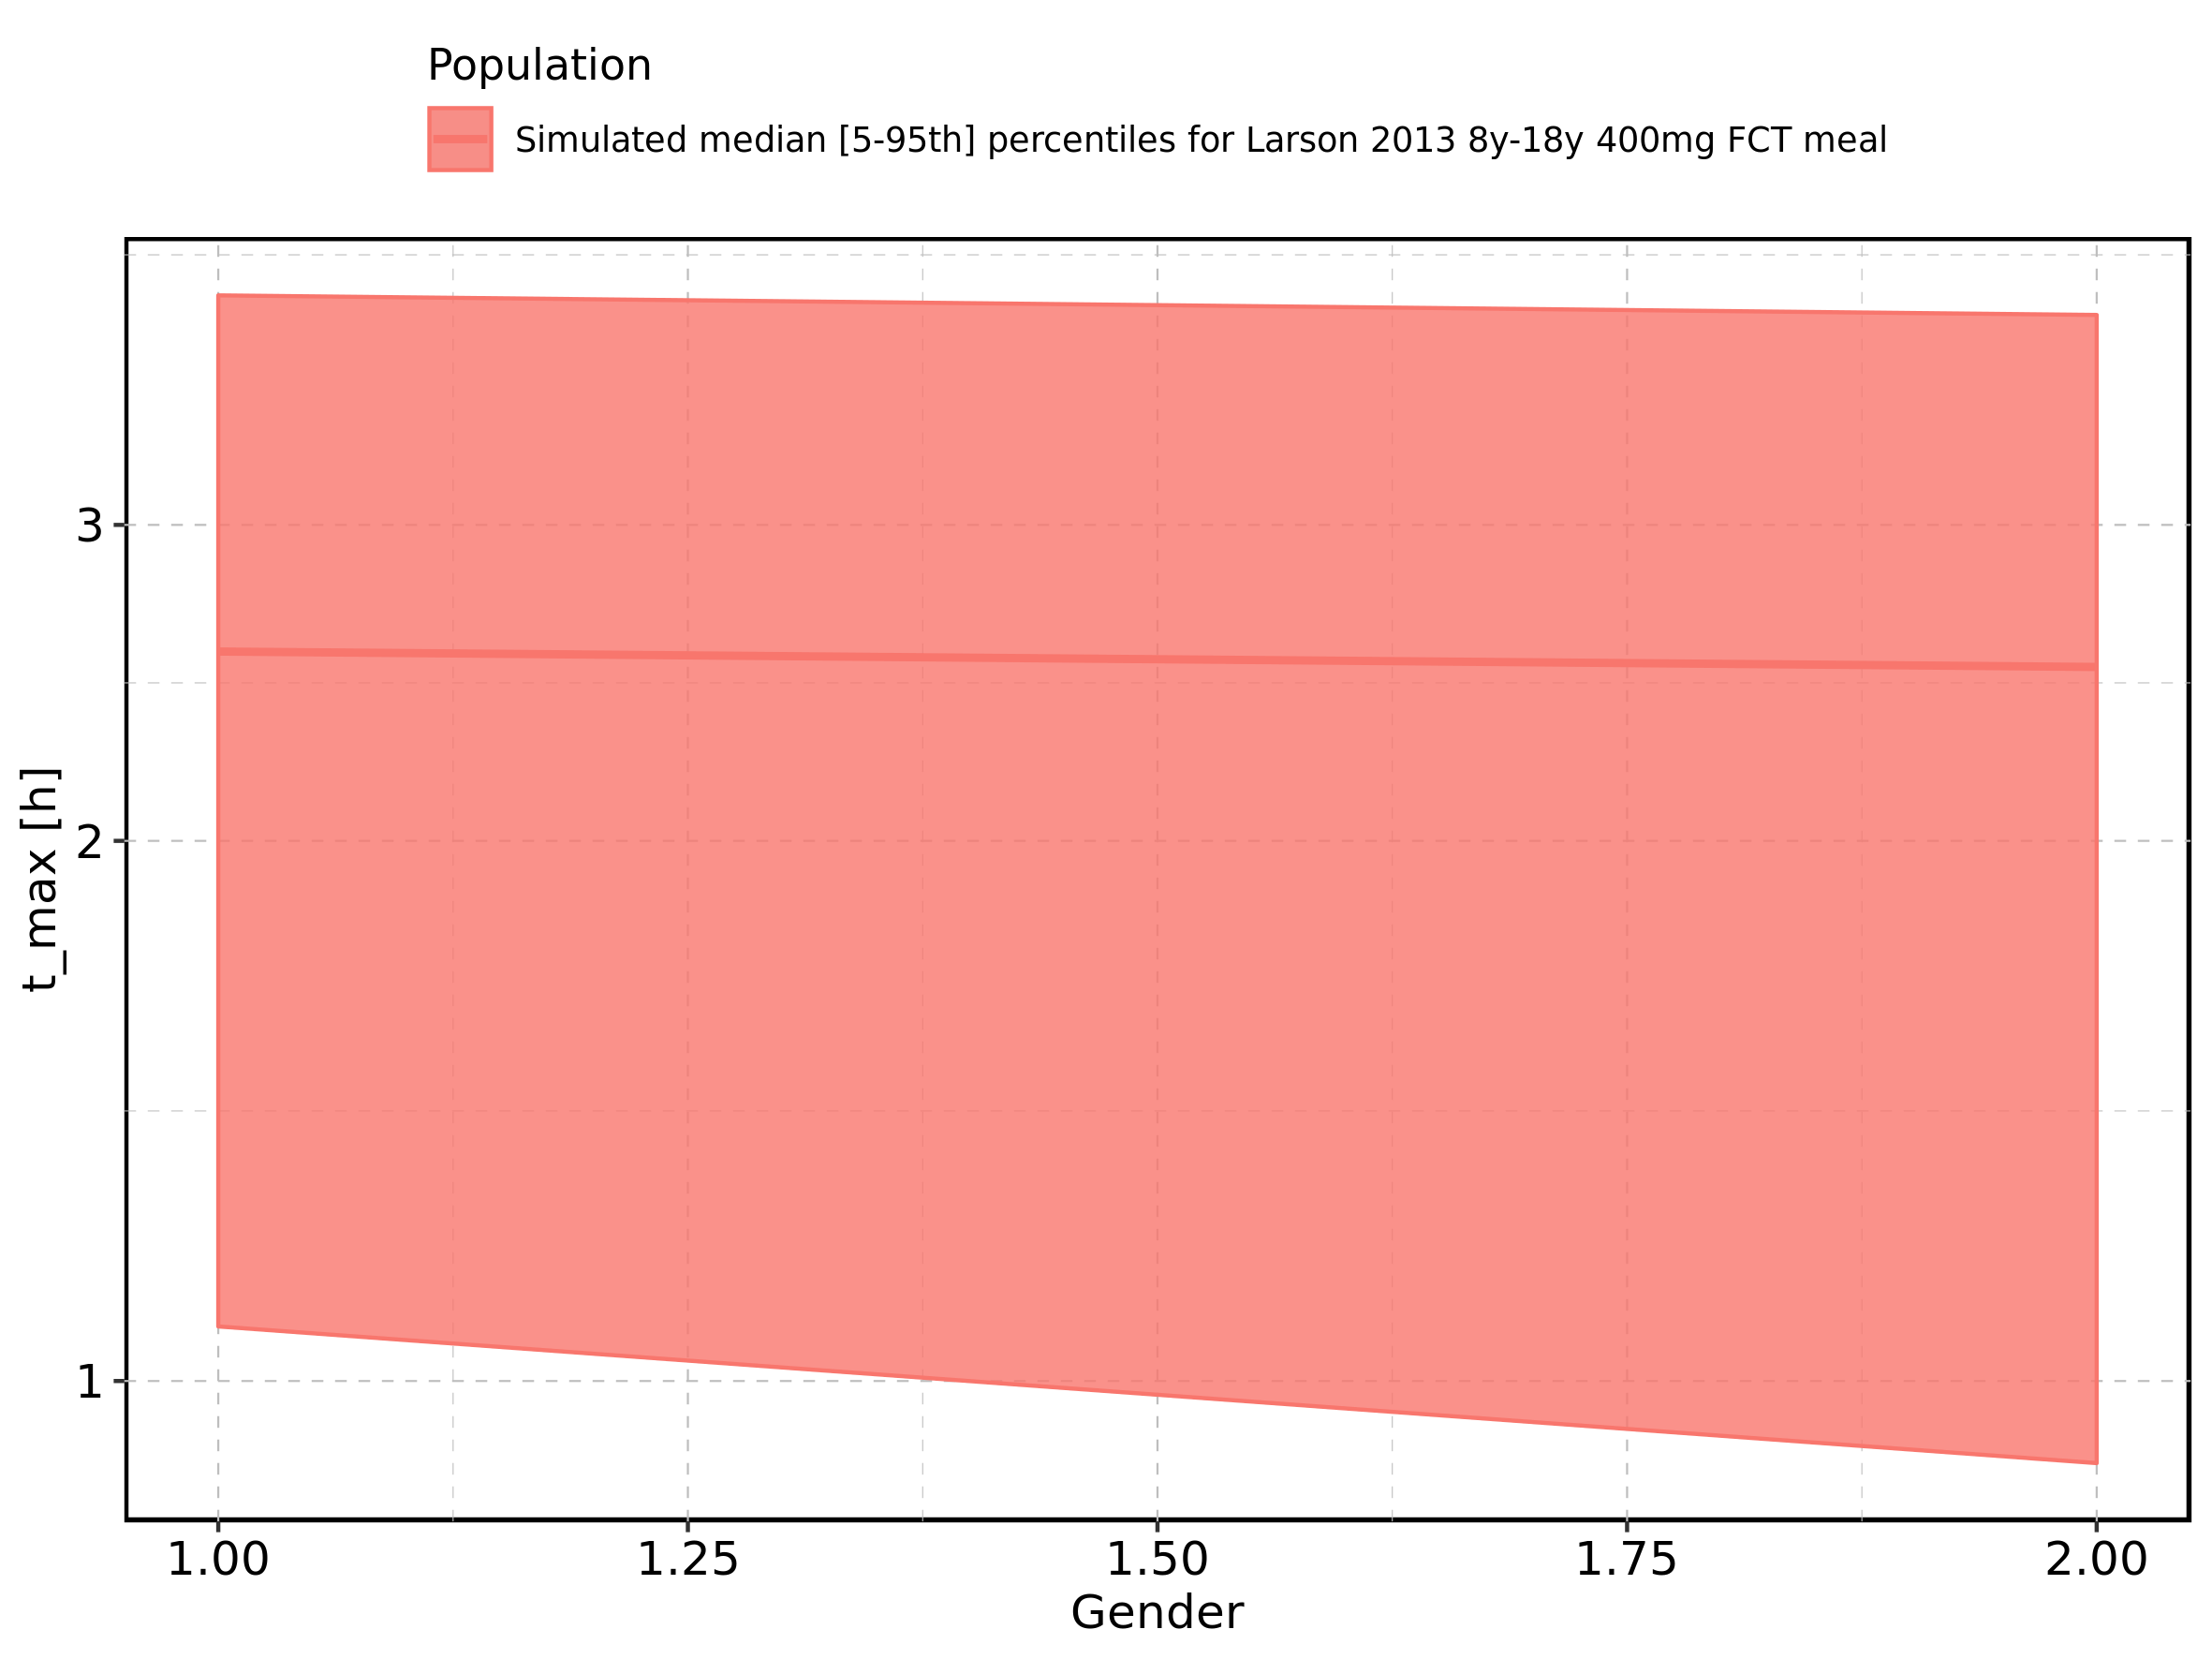 Population
Simulated median [5-95th] percentiles for Larson 2013 8y-18y 400mg FCT meal
t_max [h]
3
2
1
1.00 1.25 1.50 1.75 2.00
Gender